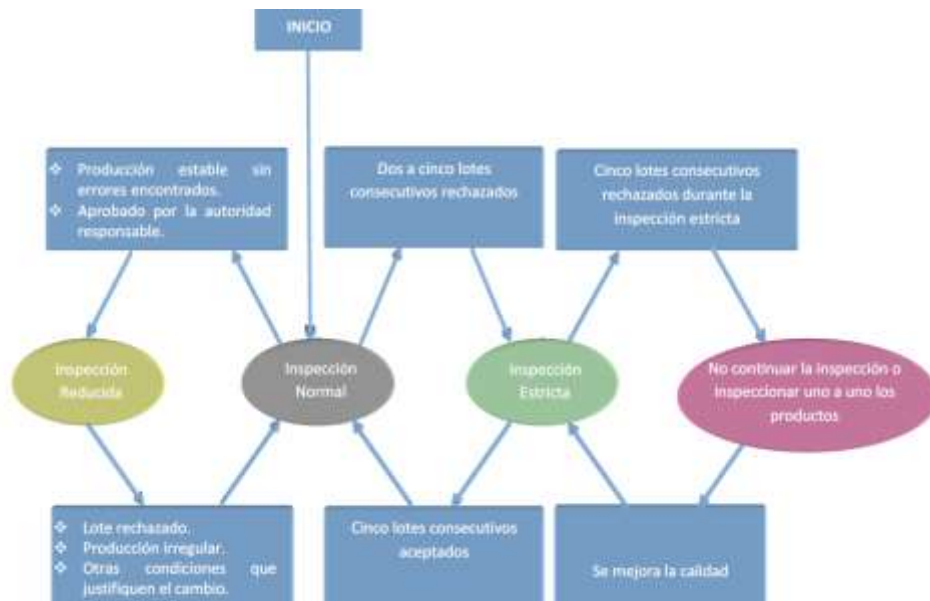 INICIO
❖ Producción estable sin
errores encontrados.
❖ Aprobado por la autoridad
responsable.
Dos a cinco lotes
consecutivos rechazados
Cinco lotes consecutivos
rechazados durante la
inspección estricta
Inspección
Reducida
Inspección
Normal
Inspección
Estricta
No continuar la inspección o
inspeccionar uno a uno los
productos
❖ Lote rechazado.
❖ Producción irregular.
❖ Otras condiciones que
justifiquen el cambio.
Cinco lotes consecutivos
aceptados
Se mejora la calidad